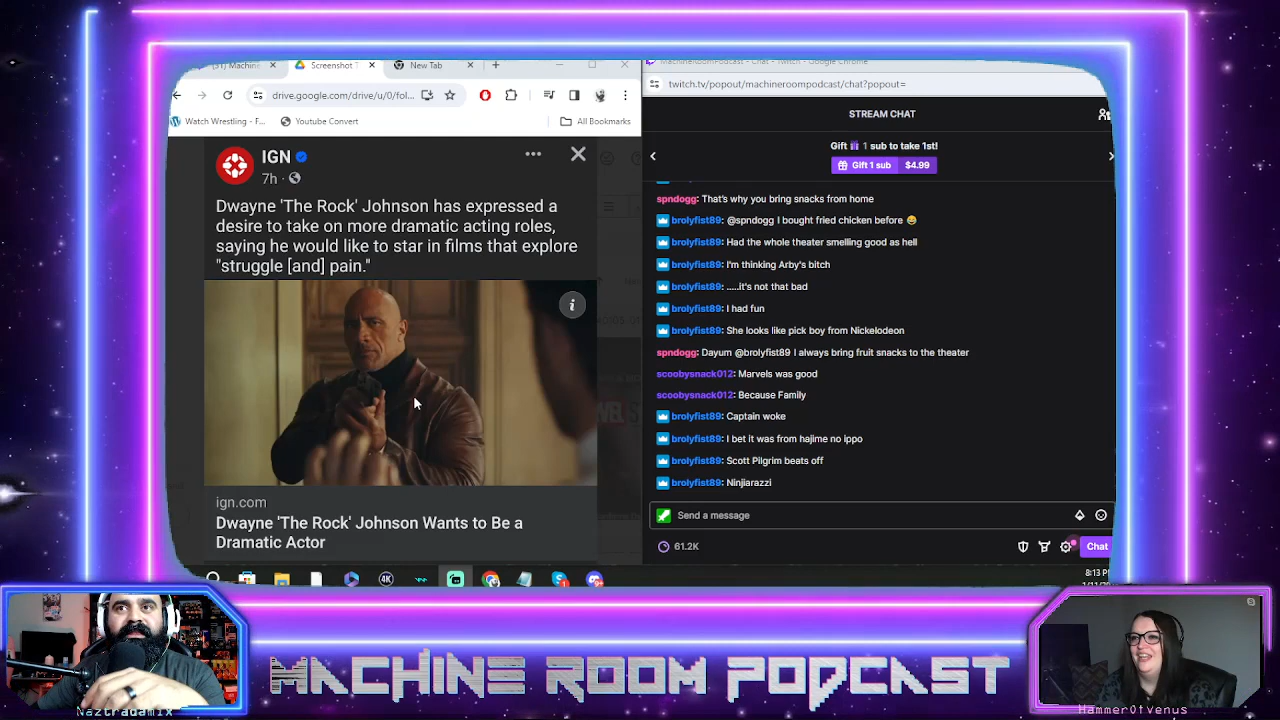 Machine
Screenshot
New Tab
MachineRoomPodcast - Chat - Twitch - Google Chrome
drive.google.com/drive/u/0/fol...
twitch.tv/popout/machineroompodcast/chat?popout=
Watch Wrestling - F...
Youtube Convert
All Bookmarks
STREAM CHAT
Gift 1 sub to take 1st!
Gift 1 sub $4.99
IGN
7h ·
Dwayne 'The Rock' Johnson has expressed a
desire to take on more dramatic acting roles,
saying he would like to star in films that explore
"struggle [and] pain."
ign.com
Dwayne 'The Rock' Johnson Wants to Be a
Dramatic Actor
spndogg: That's why you bring snacks from home
brolyfist89: @spndogg I bought fried chicken before 😂
brolyfist89: Had the whole theater smelling good as hell
brolyfist89: I'm thinking Arby's bitch
brolyfist89: .....it's not that bad
brolyfist89: I had fun
brolyfist89: She looks like pick boy from Nickelodeon
spndogg: Dayum @brolyfist89 I always bring fruit snacks to the theater
scoobysnack012: Marvels was good
scoobysnack012: Because Family
brolyfist89: Captain woke
brolyfist89: I bet it was from hajime no ippo
brolyfist89: Scott Pilgrim beats off
brolyfist89: Ninjiarazzi
Send a message
61.2K
Chat
4K
8:13 PM
MACHINE ROOM PODCAST
Naztradamix
HammerOfVenus